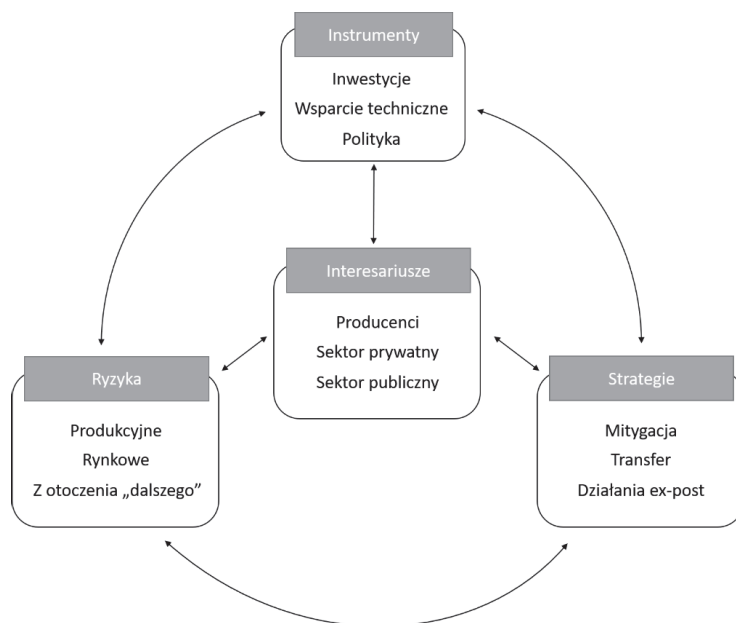 Instrumenty
Inwestycje
Wsparcie techniczne
Polityka
Interesariusze
Producenci
Sektor prywatny
Sektor publiczny
Ryzyka
Produkcyjne
Rynkowe
Z otoczenia „dalszego”
Strategie
Mitygacja
Transfer
Działania ex-post